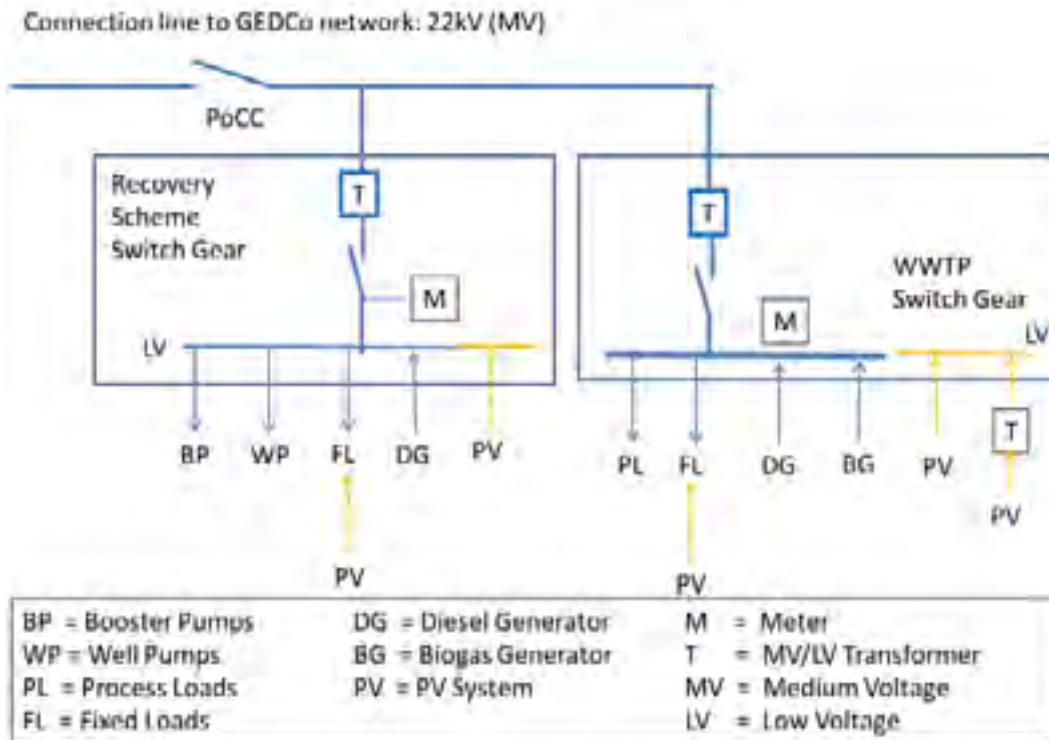 Connection line to GEDCo network: 22kV (MV)
PoCC
Recovery
Scheme
Switch Gear
T
T
WWTP
Switch Gear
M
M
LV
LV
BP WP FL DG PV
PL FL DG BG PV
T
PV
PV
PV
BP = Booster Pumps
WP = Well Pumps
PL = Process Loads
FL = Fixed Loads
DG = Diesel Generator
BG = Biogas Generator
PV = PV System
M = Meter
T = MV/LV Transformer
MV = Medium Voltage
LV = Low Voltage